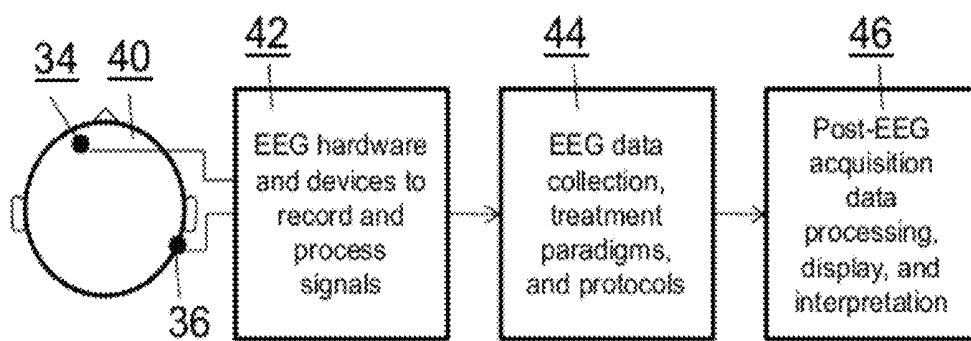 34
40
42
44
46
36
EEG hardware
and devices to
record and
process
signals
EEG data
collection,
treatment
paradigms,
and protocols
Post-EEG
acquisition
data
processing,
display, and
interpretation